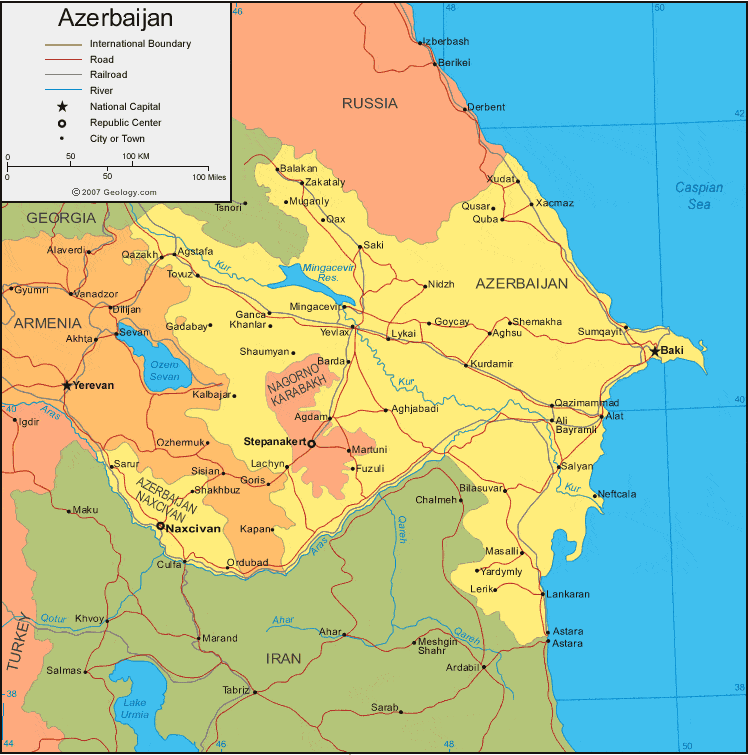 Azerbaijan
International Boundary
Road
Railroad
River
National Capital
Republic Center
City or Town
0 50 100 KM
0 50 100 Miles
©2007 Geology.com
46
48
50
Izberbash
Berikei
RUSSIA
Derbent
42
Balakan
Zakataly
Xudat
Caspian
Sea
Muganly
Tsnori
Qusar
Xacmaz
GEORGIA
Qax
Quba
Alaverdi
Qazakh
Agstafa
Saki
Kur
Mingacevir
Res.
Tovuz
AZERBAIJAN
Gyumri
Vanadzor
Nidzh
Dilijan
Mingacevir
Ganca
ARMENIA
Gadabay
Khanlar
Yevlax
Goycay
Shemakha
Sevan
Lykai
Aghsu
Sumqayit
Akhta
Shaumyan
Baki
Ozero
Sevan
Barda
Kurdamir
NAGORNO
KARABAKH
Yerevan
Kur
Kalbajar
40
Aras
Qazimammad
40
Igdir
Agdam
Aghjabadi
Ali
Bayramli
Alat
Ozhemuk
Stepanakert
Martuni
Sarur
Sisian
Lachyn
Fuzuli
Salyan
Goris
AZERBAIJAN
NAXCIVAN
Shakhbuz
Bilasuvar
Kur
Neftcala
Maku
Chalmeh
Naxcivan
Kapan
Qareh
Aras
Masalli
Culfa
Ordubad
Yardymly
Lerik
Lankaran
Qotur
Khvoy
Ahar
Marand
Ahar
Qareh
Astara
Astara
Meshgin
Shahr
TURKEY
IRAN
Salmas
Ardabil
Tabriz
38
38
Lake
Urmia
Sarab
44
46
48
50